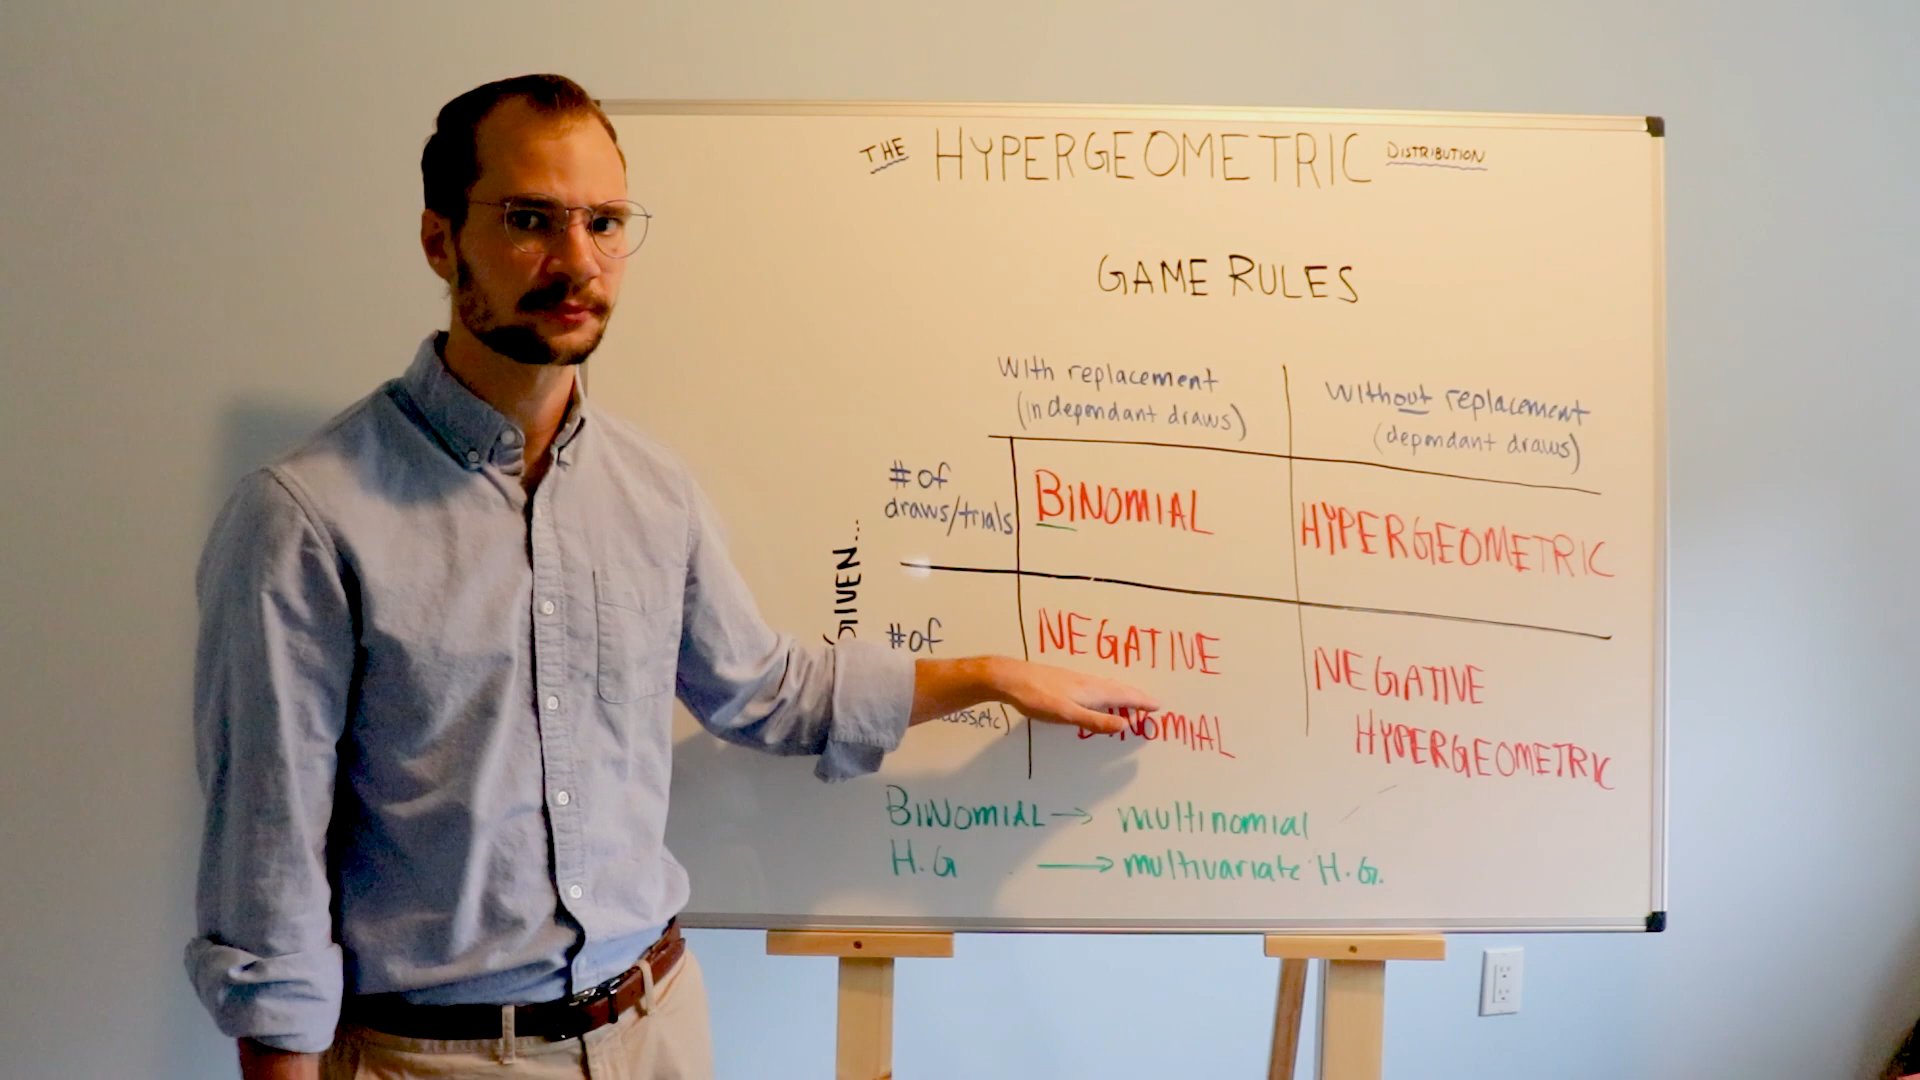 THE HYPERGEOMETRIC DISTRIBUTION
GAME RULES
With replacement
(independant draws)
without replacement
(dependant draws)
GIVEN...
# of
draws/trials
BINOMIAL
HYPERGEOMETRIC
#of
NEGATIVE
BINOMIAL
NEGATIVE
HYPERGEOMETRIC
BINOMIAL → multinomial
H.G → multivariate H.G.